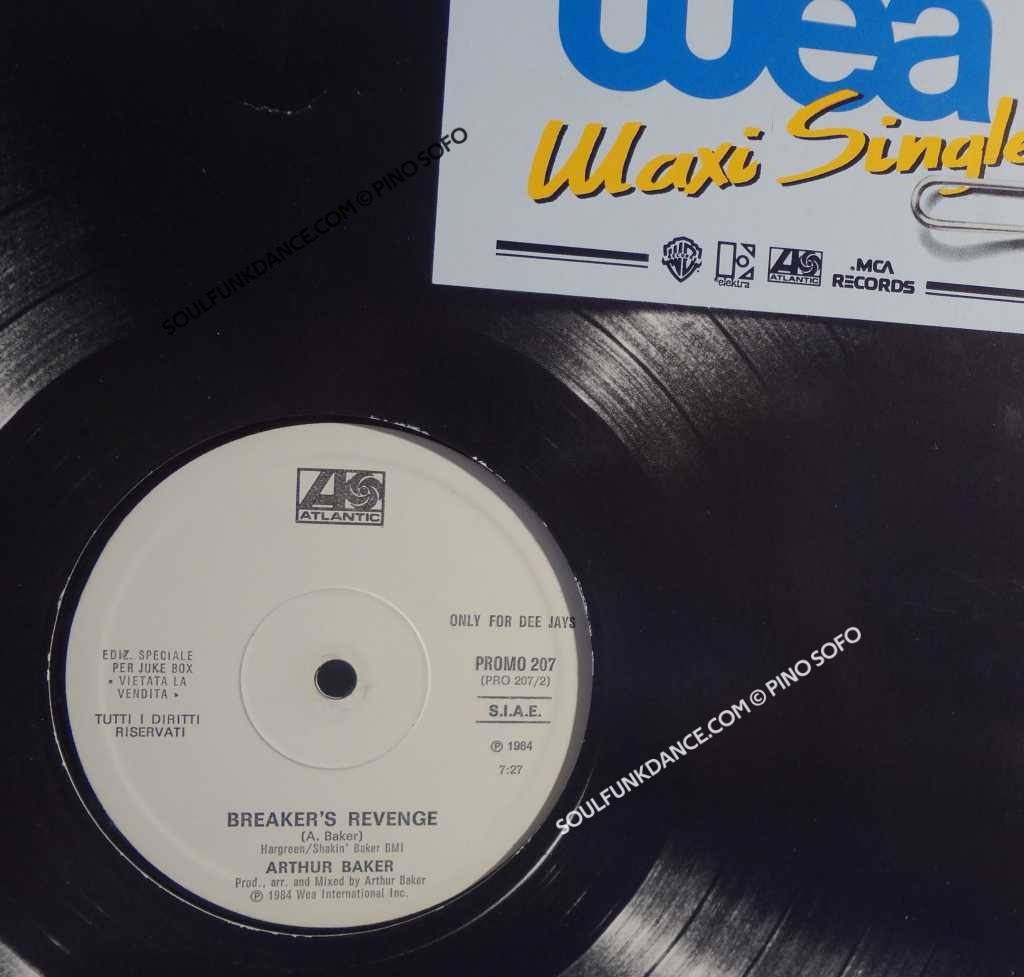 wea
Maxi Single
elektra
ATLANTIC
.MCA
RECORDS
SOULFUNKDANCE.COM © PINO SOFO
ATLANTIC
ONLY FOR DEE JAYS
EDIZ. SPECIALE
PER JUKE BOX
« VIETATA LA
VENDITA »
TUTTI I DIRITTI
RISERVATI
PROMO 207
(PRO 207/2)
S.I.A.E.
℗ 1984
7:27
BREAKER'S REVENGE
(A. Baker)
Hargreen/Shakin' Baker BMI
ARTHUR BAKER
Prod., arr. and Mixed by Arthur Baker
℗ 1984 Wea International Inc.
SOULFUNKDANCE.COM © PINO SOFO